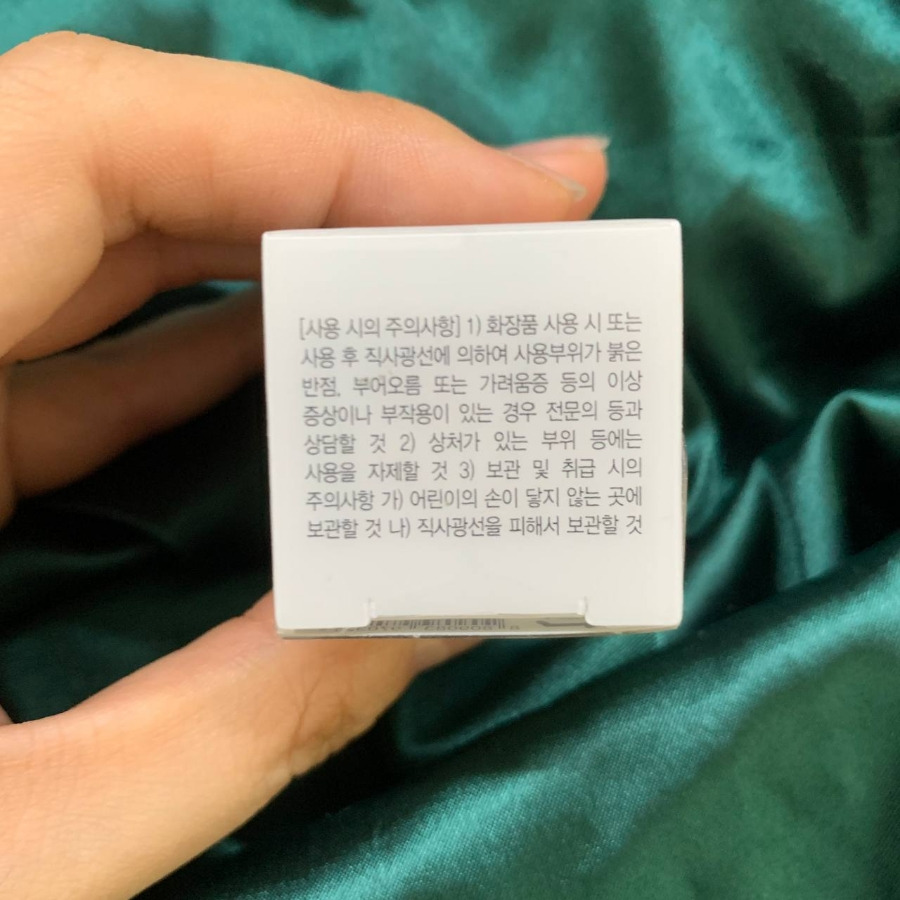 [사용 시의 주의사항] 1) 화장품 사용 시 또는
사용 후 직사광선에 의하여 사용부위가 붉은
반점, 부어오름 또는 가려움증 등의 이상
증상이나 부작용이 있는 경우 전문의 등과
상담할 것 2) 상처가 있는 부위 등에는
사용을 자제할 것 3) 보관 및 취급 시의
주의사항 가) 어린이의 손이 닿지 않는 곳에
보관할 것 나) 직사광선을 피해서 보관할 것